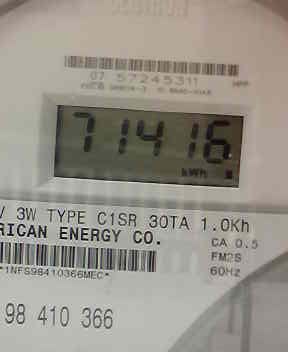 07 57245311
71416
kWh
V 3W TYPE C1SR 30TA 1.0Kh
RICAN ENERGY CO.
CA 0.5
FM2S
60Hz
*1NFS98410366MEC*
98 410 366